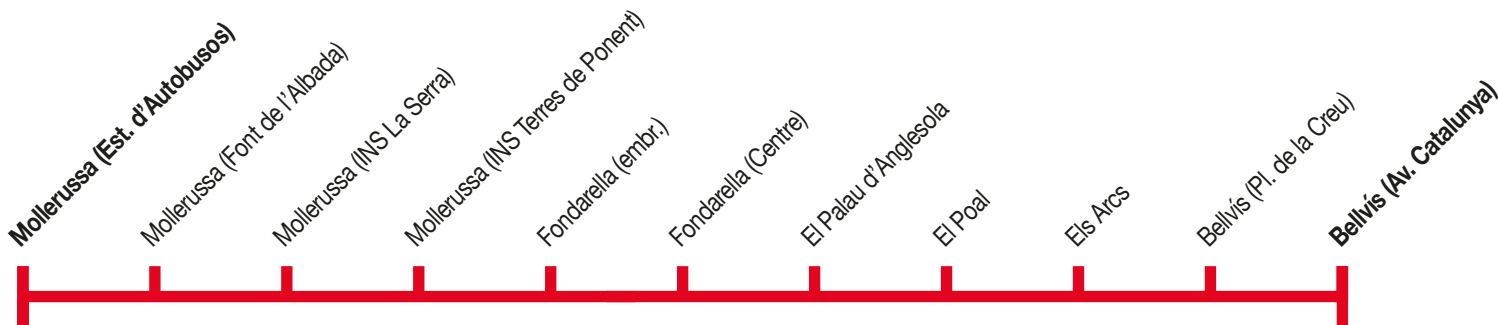 Mollerussa (Est. d'Autobusos)
Mollerussa (Font de l'Albada)
Mollerussa (INS La Serra)
Mollerussa (INS Terres de Ponent)
Fondarella (embr.)
Fondarella (Centre)
El Palau d'Anglesola
El Poal
Els Arcs
Bellvís (Pl. de la Creu)
Bellvís (Av. Catalunya)